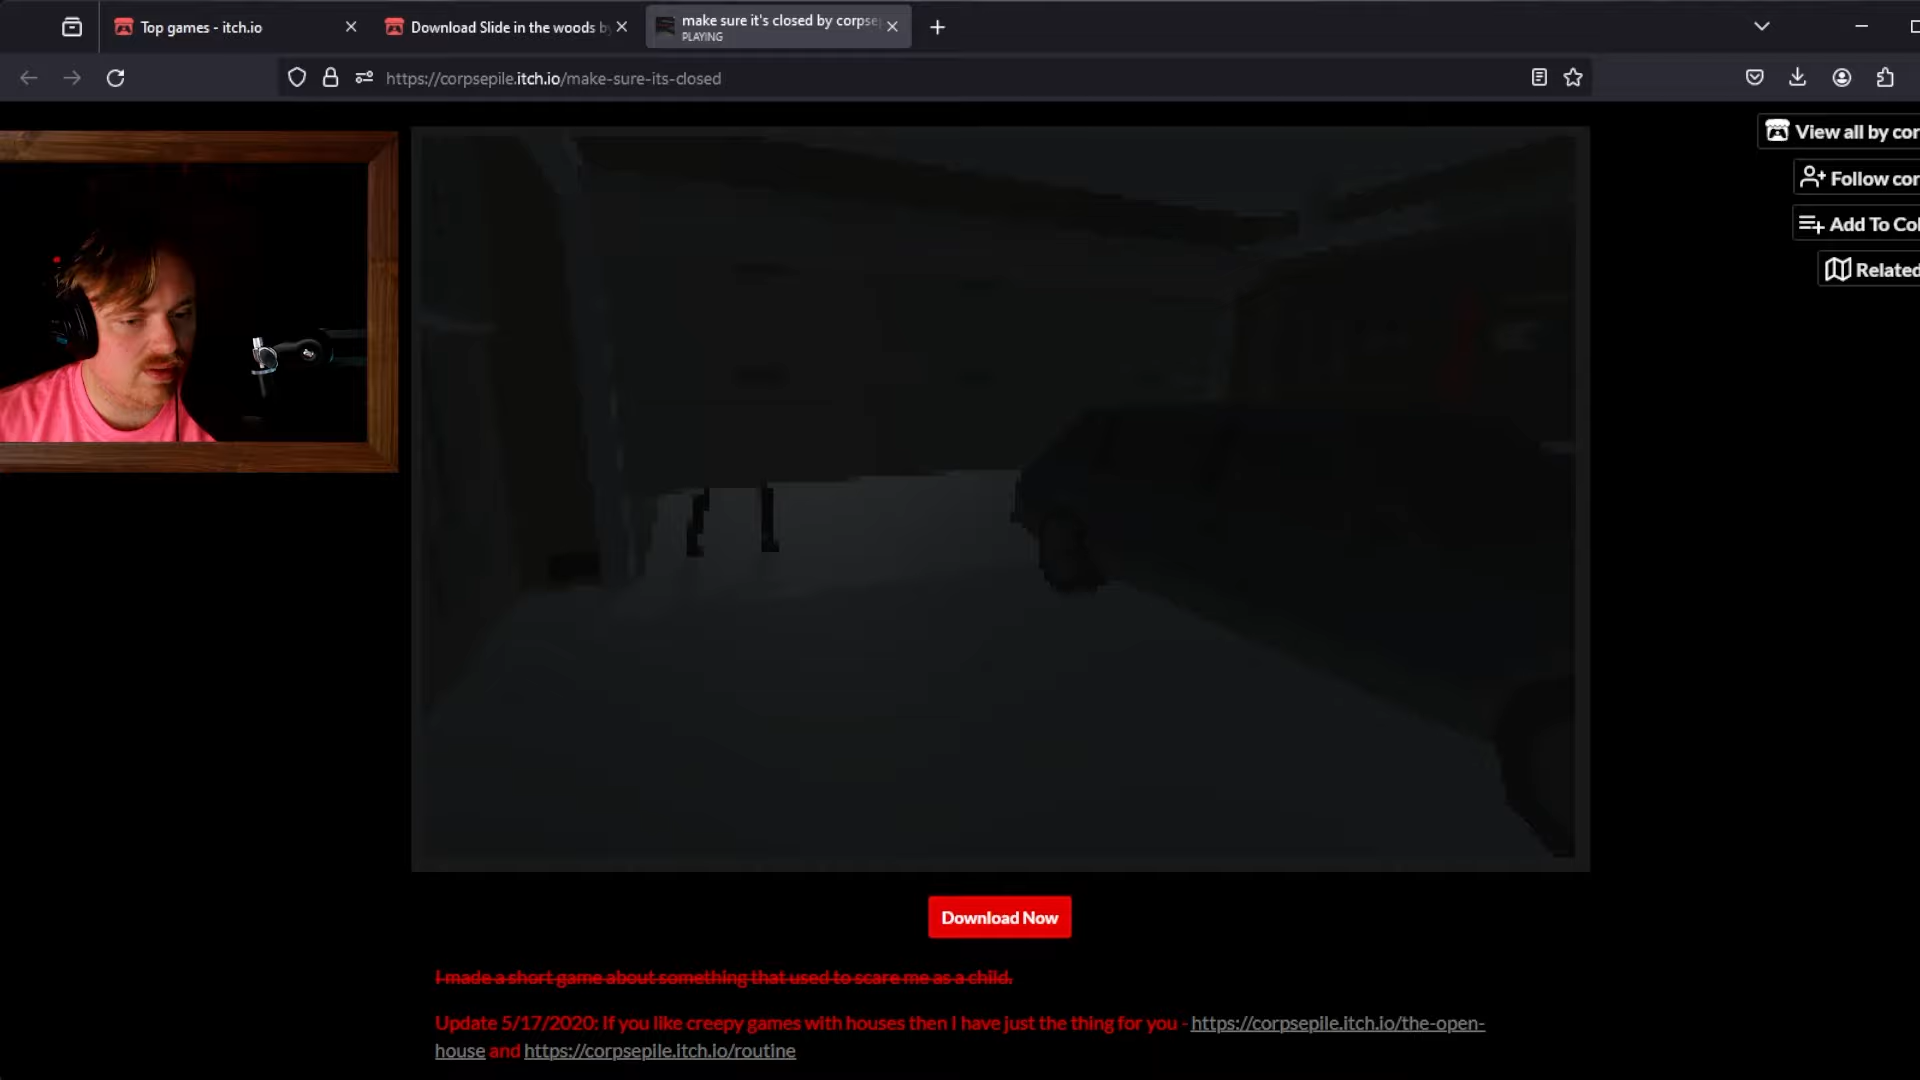 Top games - itch.io
Download Slide in the woods by
make sure it's closed by corpse
PLAYING
https://corpsepile.itch.io/make-sure-its-closed
View all by cor
Follow cor
Add To Col
Related
Download Now
I made a short game about something that used to scare me as a child.
Update 5/17/2020: If you like creepy games with houses then I have just the thing for you - https://corpsepile.itch.io/the-open-
house and https://corpsepile.itch.io/routine